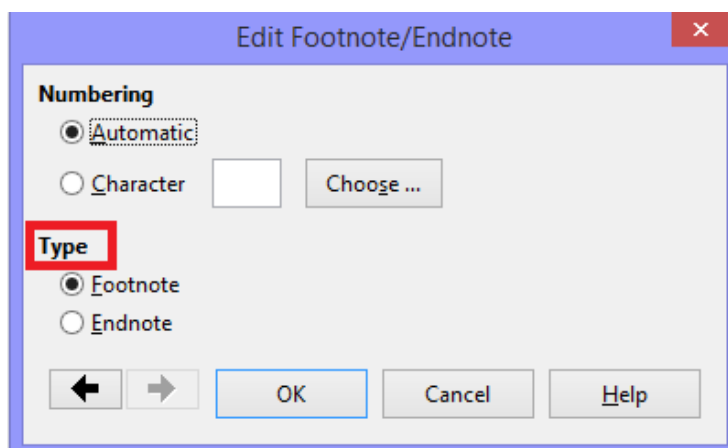 Edit Footnote/Endnote
Numbering
Automatic
Character Choose ...
Type
Footnote
Endnote
OK Cancel Help